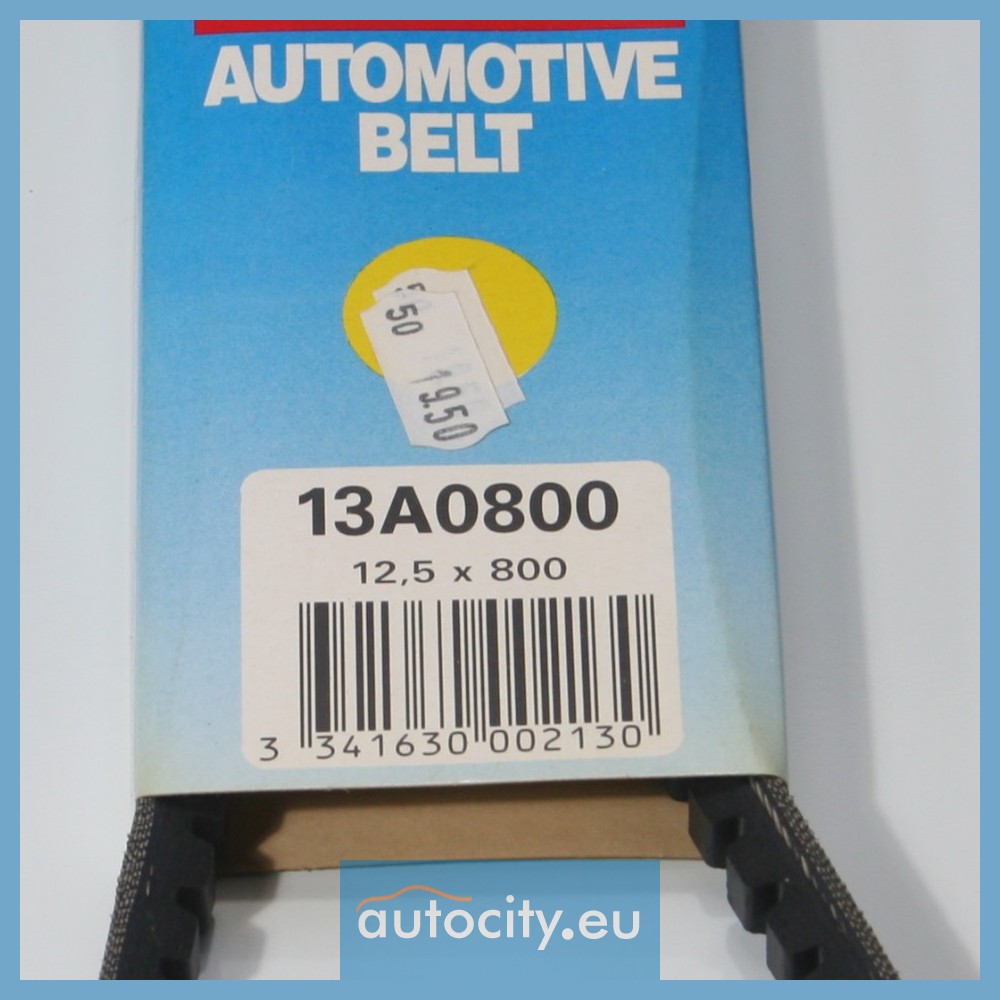 AUTOMOTIVE
BELT
50
19.50
13A0800
12,5 x 800
3 341630 002130
autocity.eu